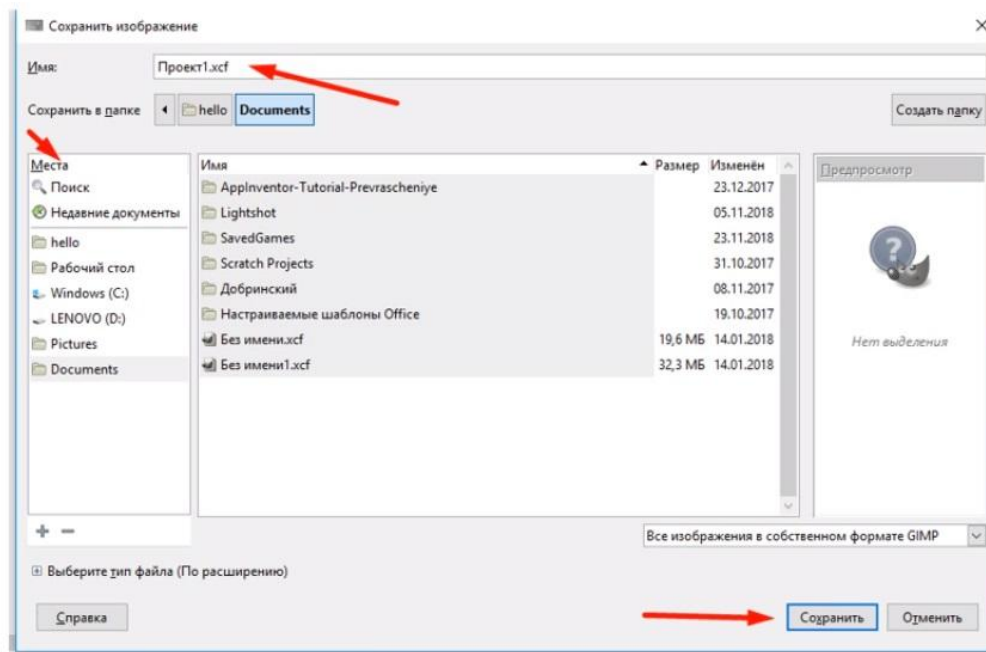 Сохранить изображение
Имя: Проект1.xcf
Сохранить в папке hello Documents Создать папку
Места Имя Размер Изменён Предпросмотр
Поиск AppInventor-Tutorial-Prevrascheniye 23.12.2017
Недавние документы Lightshot 05.11.2018
hello SavedGames 23.11.2018
Рабочий стол Scratch Projects 31.10.2017
Windows (C:) Добринский 08.11.2017
LENOVO (D:) Настраиваемые шаблоны Office 19.10.2017
Pictures Без имени.xcf 19,6 МБ 14.01.2018 Нет выделения
Documents Без имени1.xcf 32,3 МБ 14.01.2018
Все изображения в собственном формате GIMP
Выберите тип файла (По расширению)
Справка Сохранить Отменить